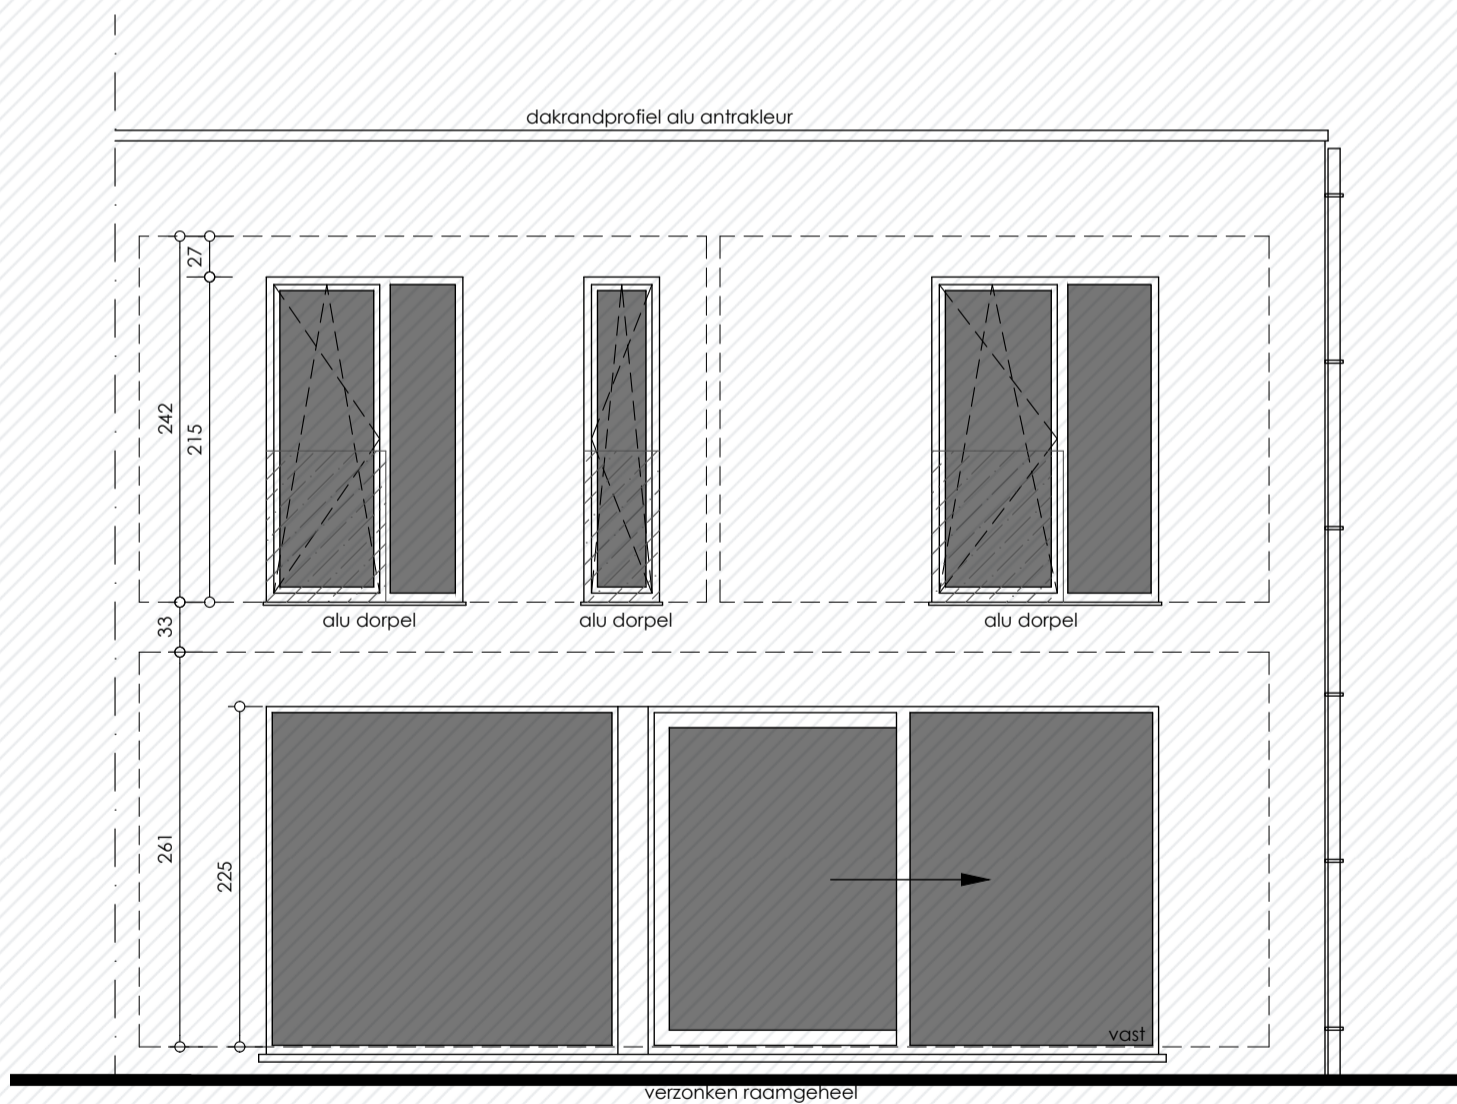 dakrandprofiel alu antrakleur
27
242
215
33
alu dorpel
alu dorpel
alu dorpel
261
225
vast
verzonken raamgeheel